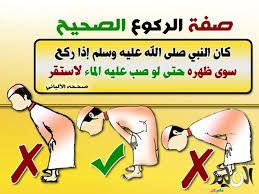 صفة الركوع الصحيح
كان النبي صلى الله عليه وسلم إذا ركع
سوى ظهره حتى لو صب عليه الماء لاستقر
صححه الألباني